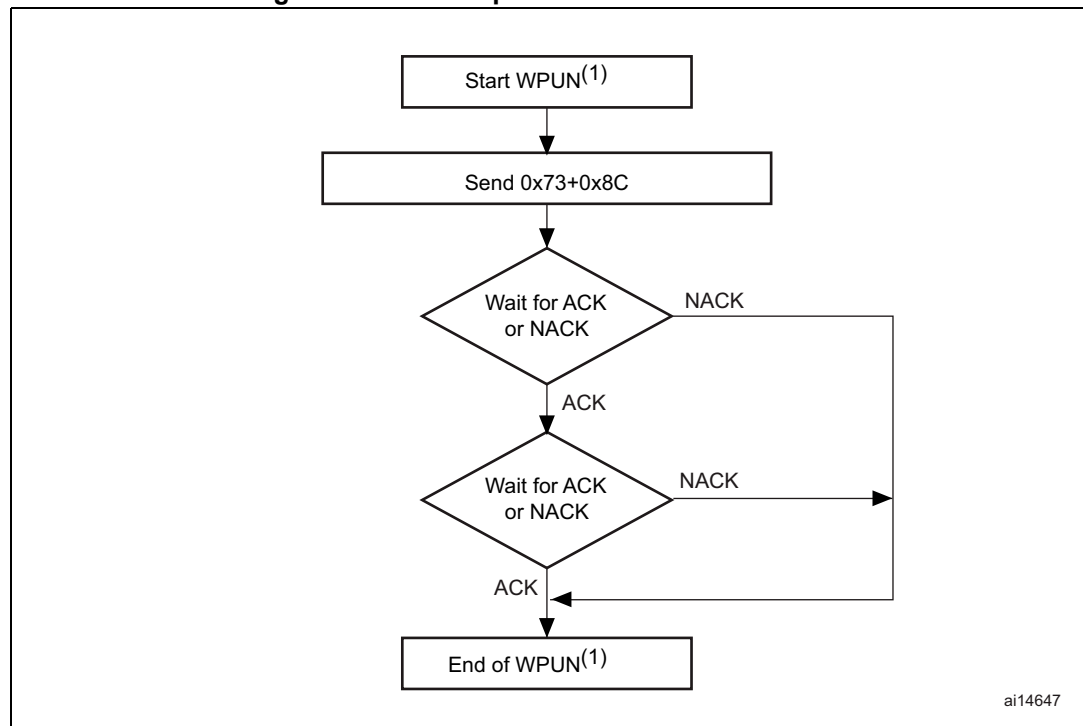 Start WPUN(1)
Send 0x73+0x8C
Wait for ACK
or NACK
NACK
ACK
Wait for ACK
or NACK
NACK
ACK
End of WPUN(1)
ai14647